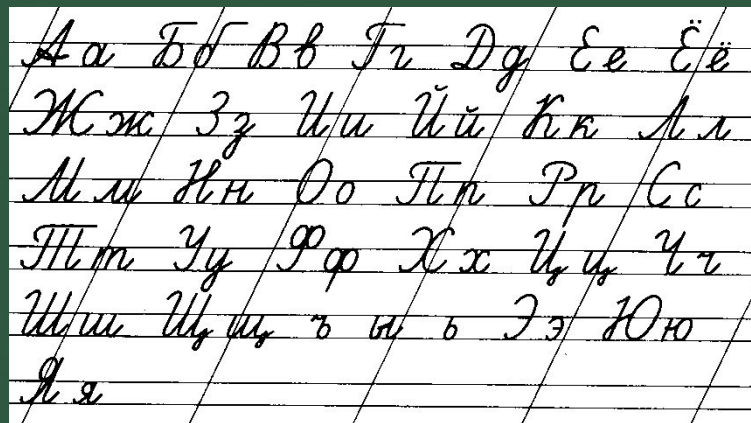 Аа Бб Вв Гг Дд Ее Ёё
Жж Зз Ии Йй Кк Лл
Мм Нн Оо Пп Рр Сс
Тт Уу Фф Хх Цц Чч
Шш Щщ ъ ы ь Ээ Юю
Яя